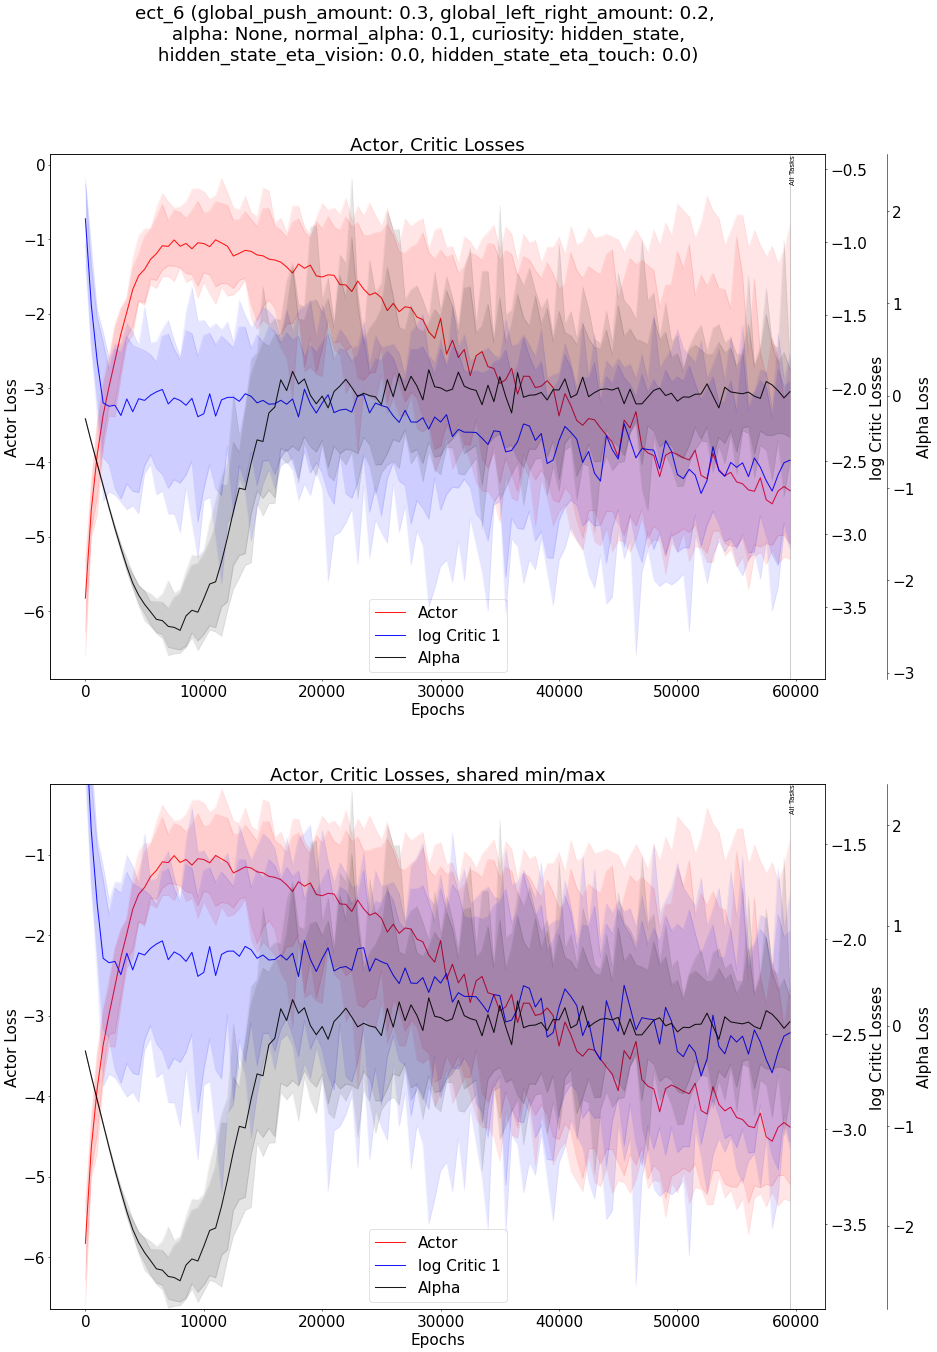 ect_6 (global_push_amount: 0.3, global_left_right_amount: 0.2,
alpha: None, normal_alpha: 0.1, curiosity: hidden_state,
hidden_state_eta_vision: 0.0, hidden_state_eta_touch: 0.0)
Actor, Critic Losses
0
−1
−2
−3
−4
−5
−6
Actor Loss
−0.5
−1.0
−1.5
−2.0
−2.5
−3.0
−3.5
log Critic Losses
2
1
0
−1
−2
−3
Alpha Loss
All Tasks
Actor
log Critic 1
Alpha
0
10000
20000
30000
40000
50000
60000
Epochs
Actor, Critic Losses, shared min/max
−1
−2
−3
−4
−5
−6
Actor Loss
−1.5
−2.0
−2.5
−3.0
−3.5
log Critic Losses
2
1
0
−1
−2
Alpha Loss
All Tasks
Actor
log Critic 1
Alpha
0
10000
20000
30000
40000
50000
60000
Epochs